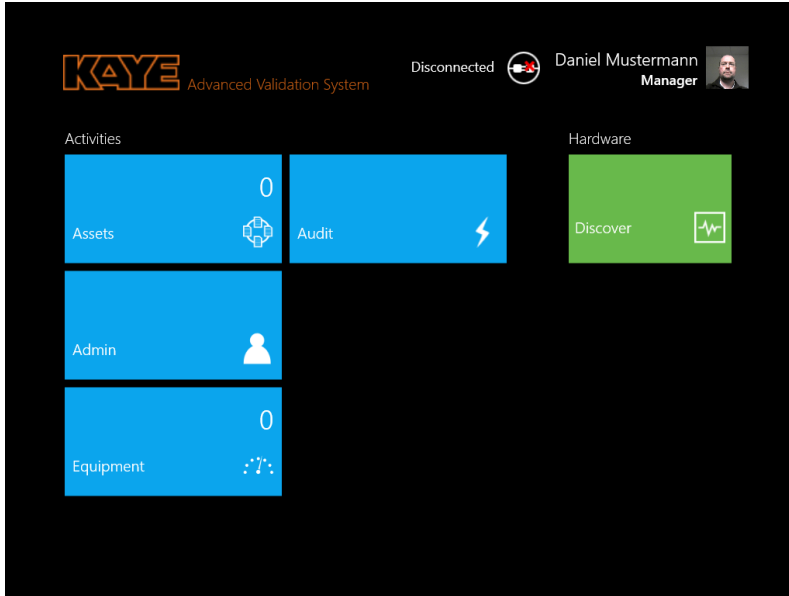 KAYE Advanced Validation System
Disconnected
Daniel Mustermann
Manager
Activities
Hardware
0
Assets
Audit
Discover
Admin
0
Equipment